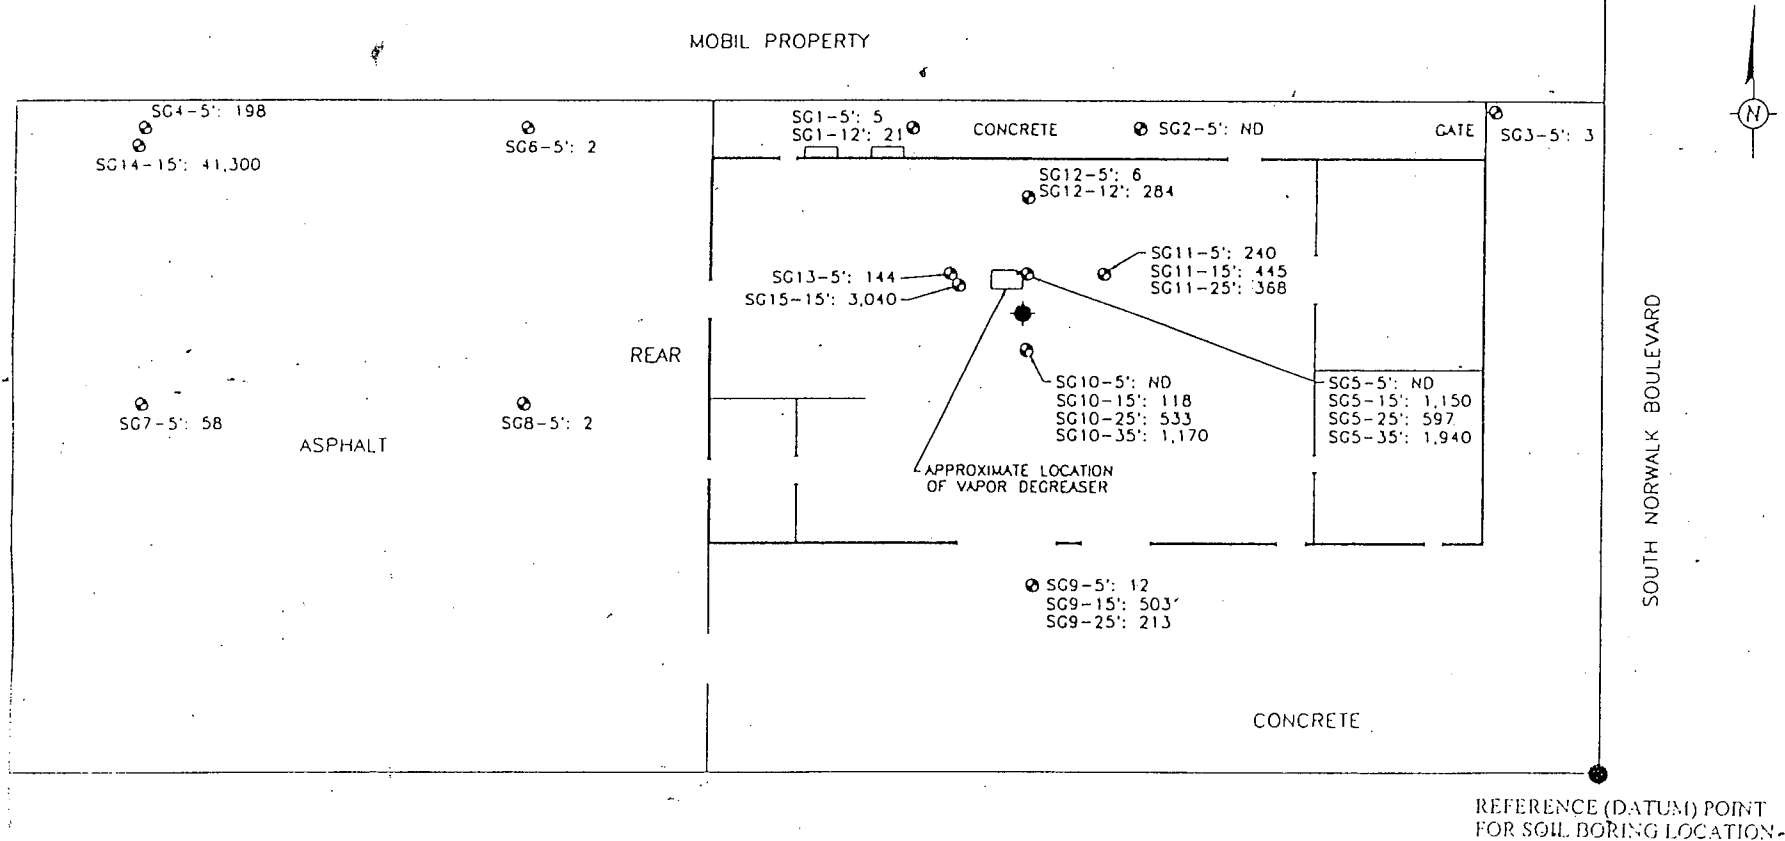 MOBIL PROPERTY
N
SG4-5': 198
SG14-15': 41,300
SG6-5': 2
SG1-5': 5
SG1-12': 21
CONCRETE
SG2-5': ND
GATE
SG3-5': 3
SG12-5': 6
SG12-12': 284
SG13-5': 144
SG15-15': 3,040
SG11-5': 240
SG11-15': 445
SG11-25': 368
REAR
SG7-5': 58
ASPHALT
SG8-5': 2
SG10-5': ND
SG10-15': 118
SG10-25': 533
SG10-35': 1,170
SG5-5': ND
SG5-15': 1,150
SG5-25': 597
SG5-35': 1,940
APPROXIMATE LOCATION
OF VAPOR DEGREASER
SOUTH NORWALK BOULEVARD
SG9-5': 12
SG9-15': 503
SG9-25': 213
CONCRETE
REFERENCE (DATUM) POINT
FOR SOIL BORING LOCATION